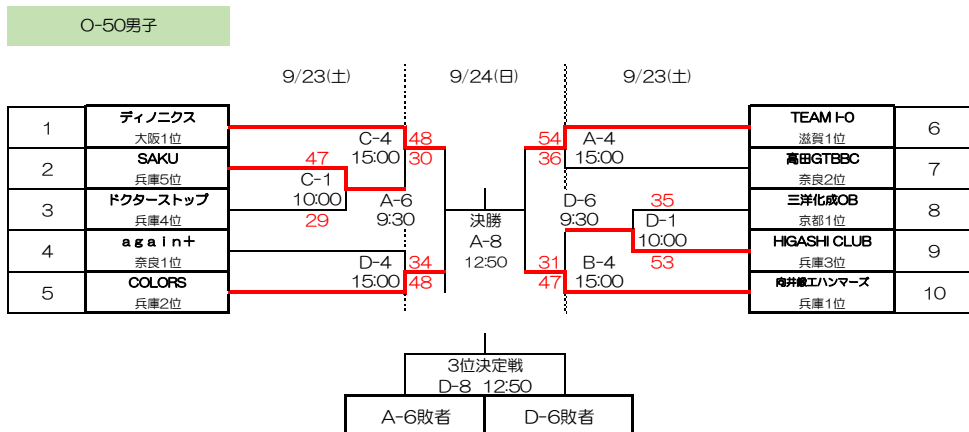 O-50男子
9/23(土)
9/24(日)
9/23(土)
1
ディノニクス
大阪1位
2
SAKU
兵庫5位
3
ドクターストップ
兵庫4位
4
again+
奈良1位
5
COLORS
兵庫2位
47
C-1
10:00
29
C-4
15:00
48
30
A-6
9:30
D-4
15:00
34
48
決勝
A-8
12:50
54
36
A-4
15:00
D-6
9:30
35
D-1
10:00
53
31
47
B-4
15:00
TEAM I-O
滋賀1位
6
高田GTBBC
奈良2位
7
三洋化成OB
京都1位
8
HIGASHI CLUB
兵庫3位
9
向井鉄工ハンマーズ
兵庫1位
10
3位決定戦
D-8 12:50
A-6敗者
D-6敗者